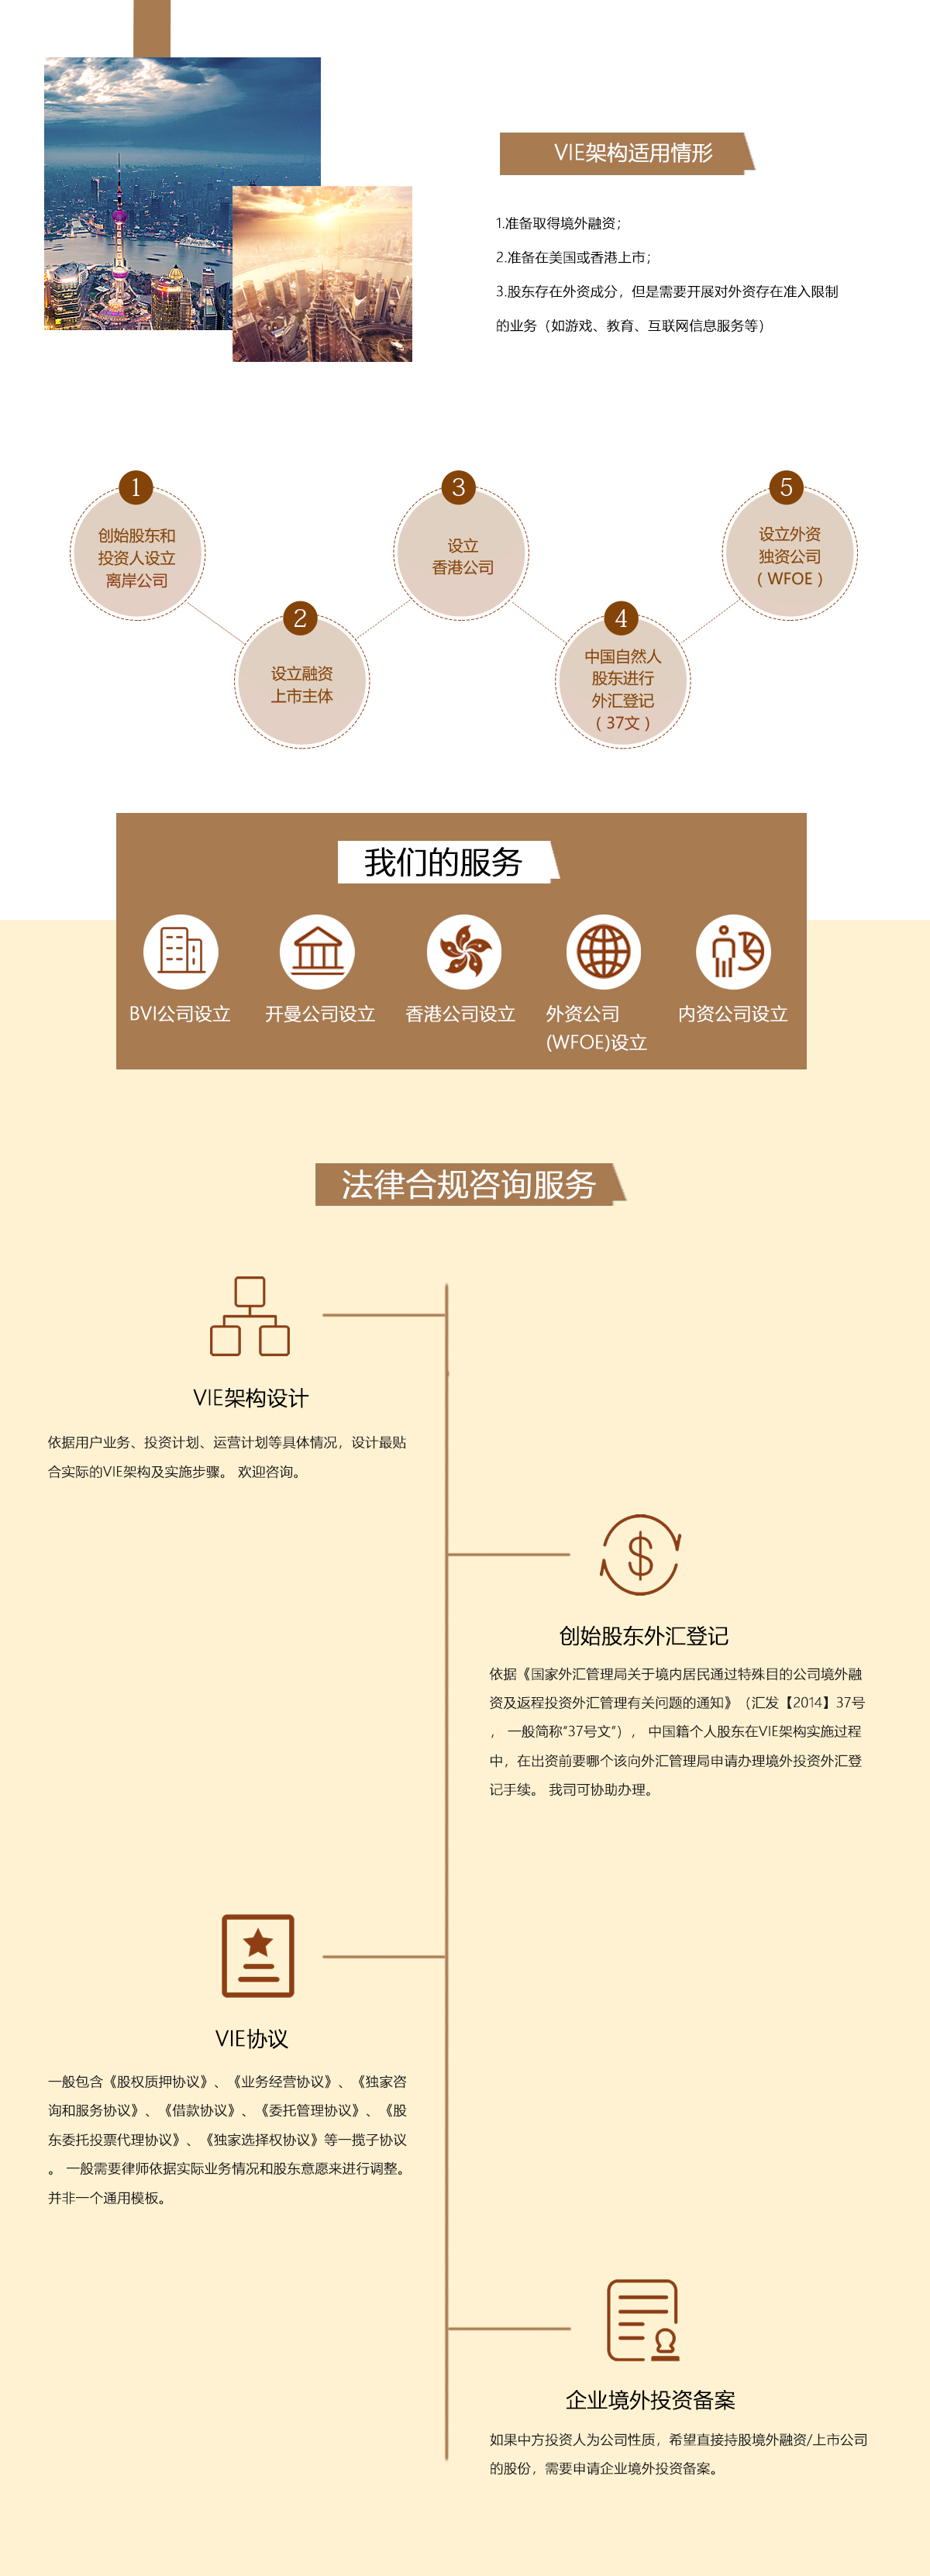 VIE架构适用情形
1.准备取得境外融资；
2.准备在美国或香港上市；
3.股东存在外资成分，但是需要开展对外资存在准入限制
的业务（如游戏、教育、互联网信息服务等）
1
创始股东和
投资人设立
离岸公司
2
设立融资
上市主体
3
设立
香港公司
4
中国自然人
股东进行
外汇登记
（37文）
5
设立外资
独资公司
（WFOE）
我们的服务
BVI公司设立
开曼公司设立
香港公司设立
外资公司
(WFOE)设立
内资公司设立
法律合规咨询服务
VIE架构设计
依据用户业务、投资计划、运营计划等具体情况，设计最贴
合实际的VIE架构及实施步骤。 欢迎咨询。
创始股东外汇登记
依据《国家外汇管理局关于境内居民通过特殊目的公司境外融
资及返程投资外汇管理有关问题的通知》（汇发【2014】37号
， 一般简称“37号文”）， 中国籍个人股东在VIE架构实施过程
中，在出资前要哪个该向外汇管理局申请办理境外投资外汇登
记手续。 我司可协助办理。
VIE协议
一般包含《股权质押协议》、《业务经营协议》、《独家咨
询和服务协议》、《借款协议》、《委托管理协议》、《股
东委托投票代理协议》、《独家选择权协议》等一揽子协议
。 一般需要律师依据实际业务情况和股东意愿来进行调整。
并非一个通用模板。
企业境外投资备案
如果中方投资人为公司性质，希望直接持股境外融资/上市公司
的股份，需要申请企业境外投资备案。